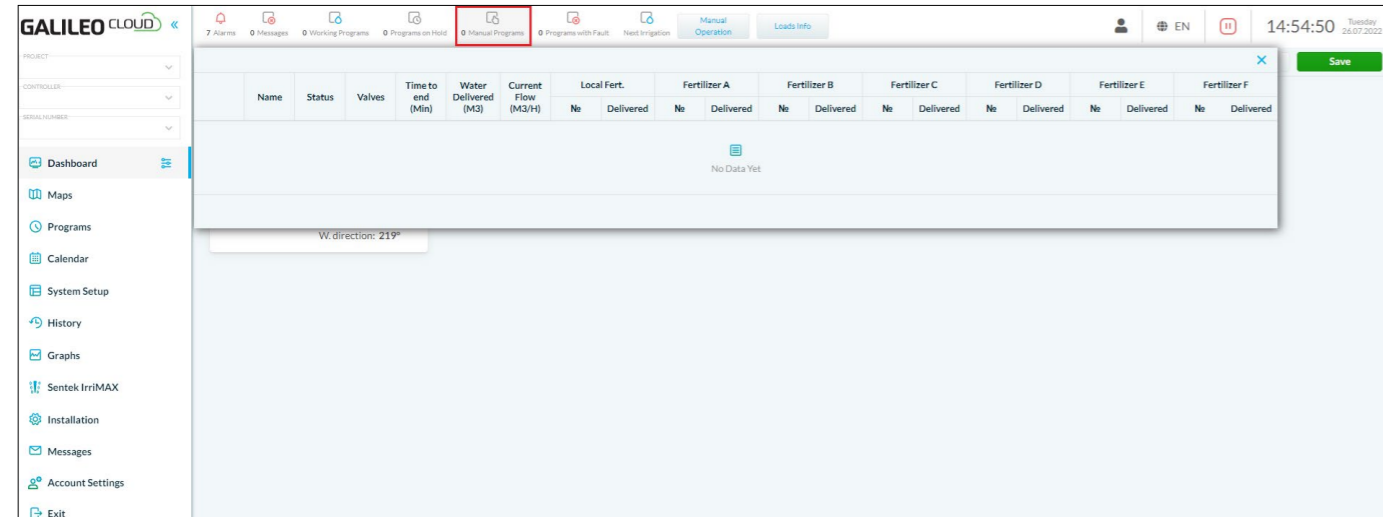 GALILEO CLOUD «
7 Alarms
0 Messages
0 Working Programs
0 Programs on Hold
0 Manual Programs
0 Programs with Fault
Next Irrigation
Manual Operation
Loads Info
EN
14:54:50
Tuesday
26.07.2022
PROJECT
CONTROLLER
SERIAL NUMBER
Save
Name Status Valves Time to end (Min) Water Delivered (M3) Current Flow (M3/H) Local Fert. Fertilizer A Fertilizer B Fertilizer C Fertilizer D Fertilizer E Fertilizer F
№ Delivered № Delivered № Delivered № Delivered № Delivered № Delivered № Delivered
No Data Yet
W. direction: 219°
Dashboard
Maps
Programs
Calendar
System Setup
History
Graphs
Sentek IrriMAX
Installation
Messages
Account Settings
Exit